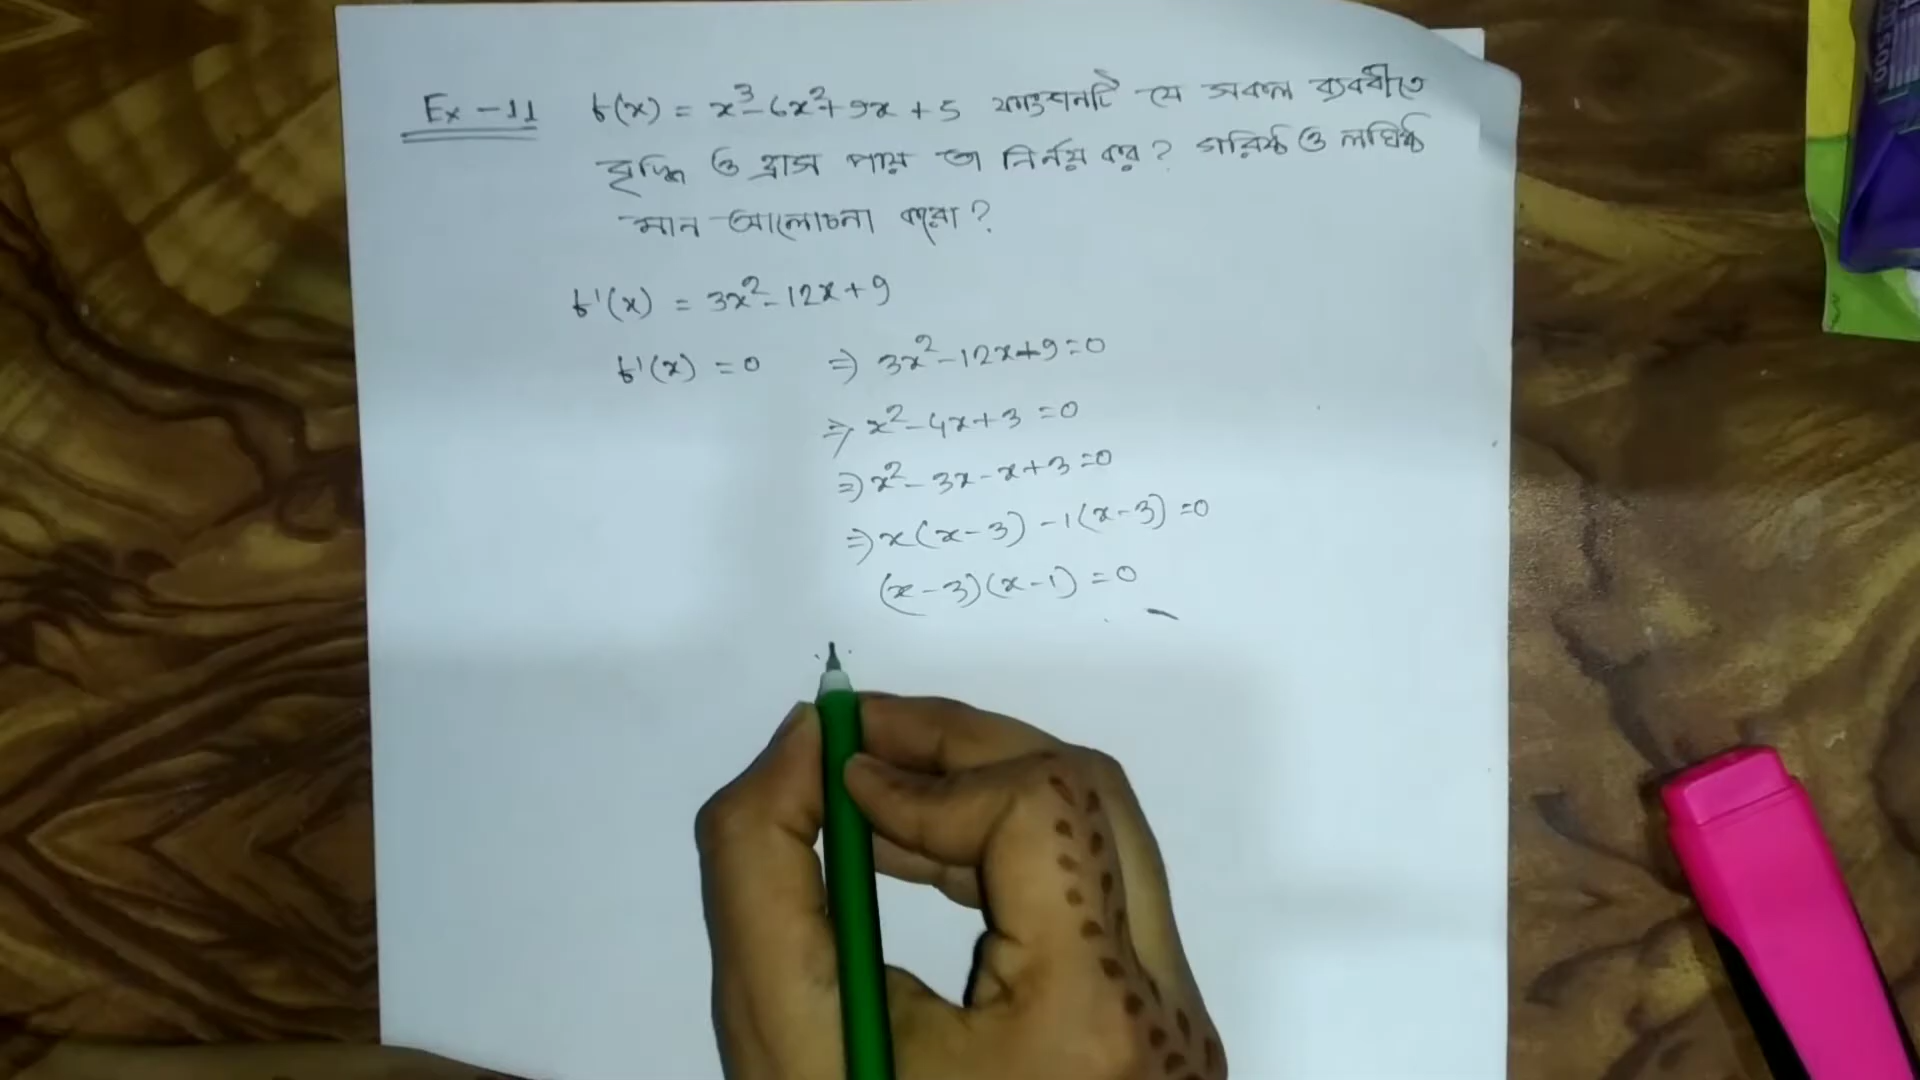 Ex - 11 f(x) = x³ - 6x² + 9x + 5 ফাংশনটি যে সকল ব্যবধীতে
বৃদ্ধি ও হ্রাস পায় তা নির্নয় কর? গরিষ্ঠ ও লঘিষ্ঠ
মান আলোচনা করো?
f'(x) = 3x² - 12x + 9
f'(x) = 0 ⇒ 3x² - 12x + 9 = 0
⇒ x² - 4x + 3 = 0
⇒ x² - 3x - x + 3 = 0
⇒ x(x - 3) - 1(x - 3) = 0
(x - 3)(x - 1) = 0